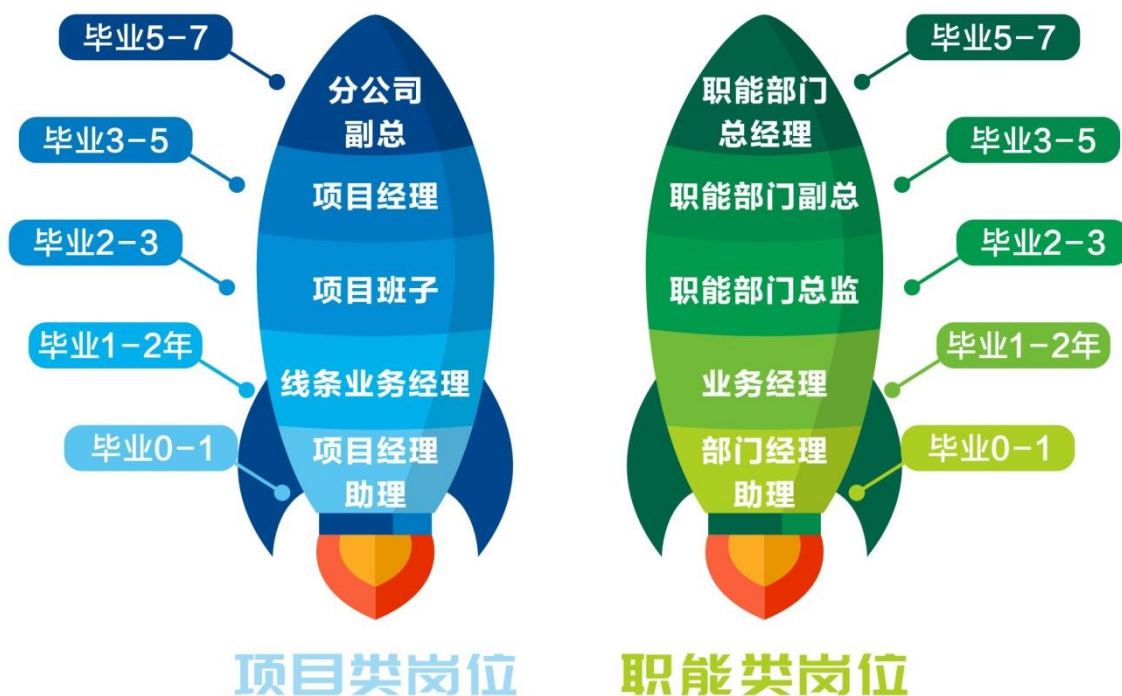 毕业5-7
分公司
副总
毕业3-5
项目经理
毕业2-3
项目班子
毕业1-2年
线条业务经理
毕业0-1
项目经理
助理
项目类岗位
毕业5-7
职能部门
总经理
毕业3-5
职能部门副总
毕业2-3
职能部门总监
毕业1-2年
业务经理
毕业0-1
部门经理
助理
职能类岗位